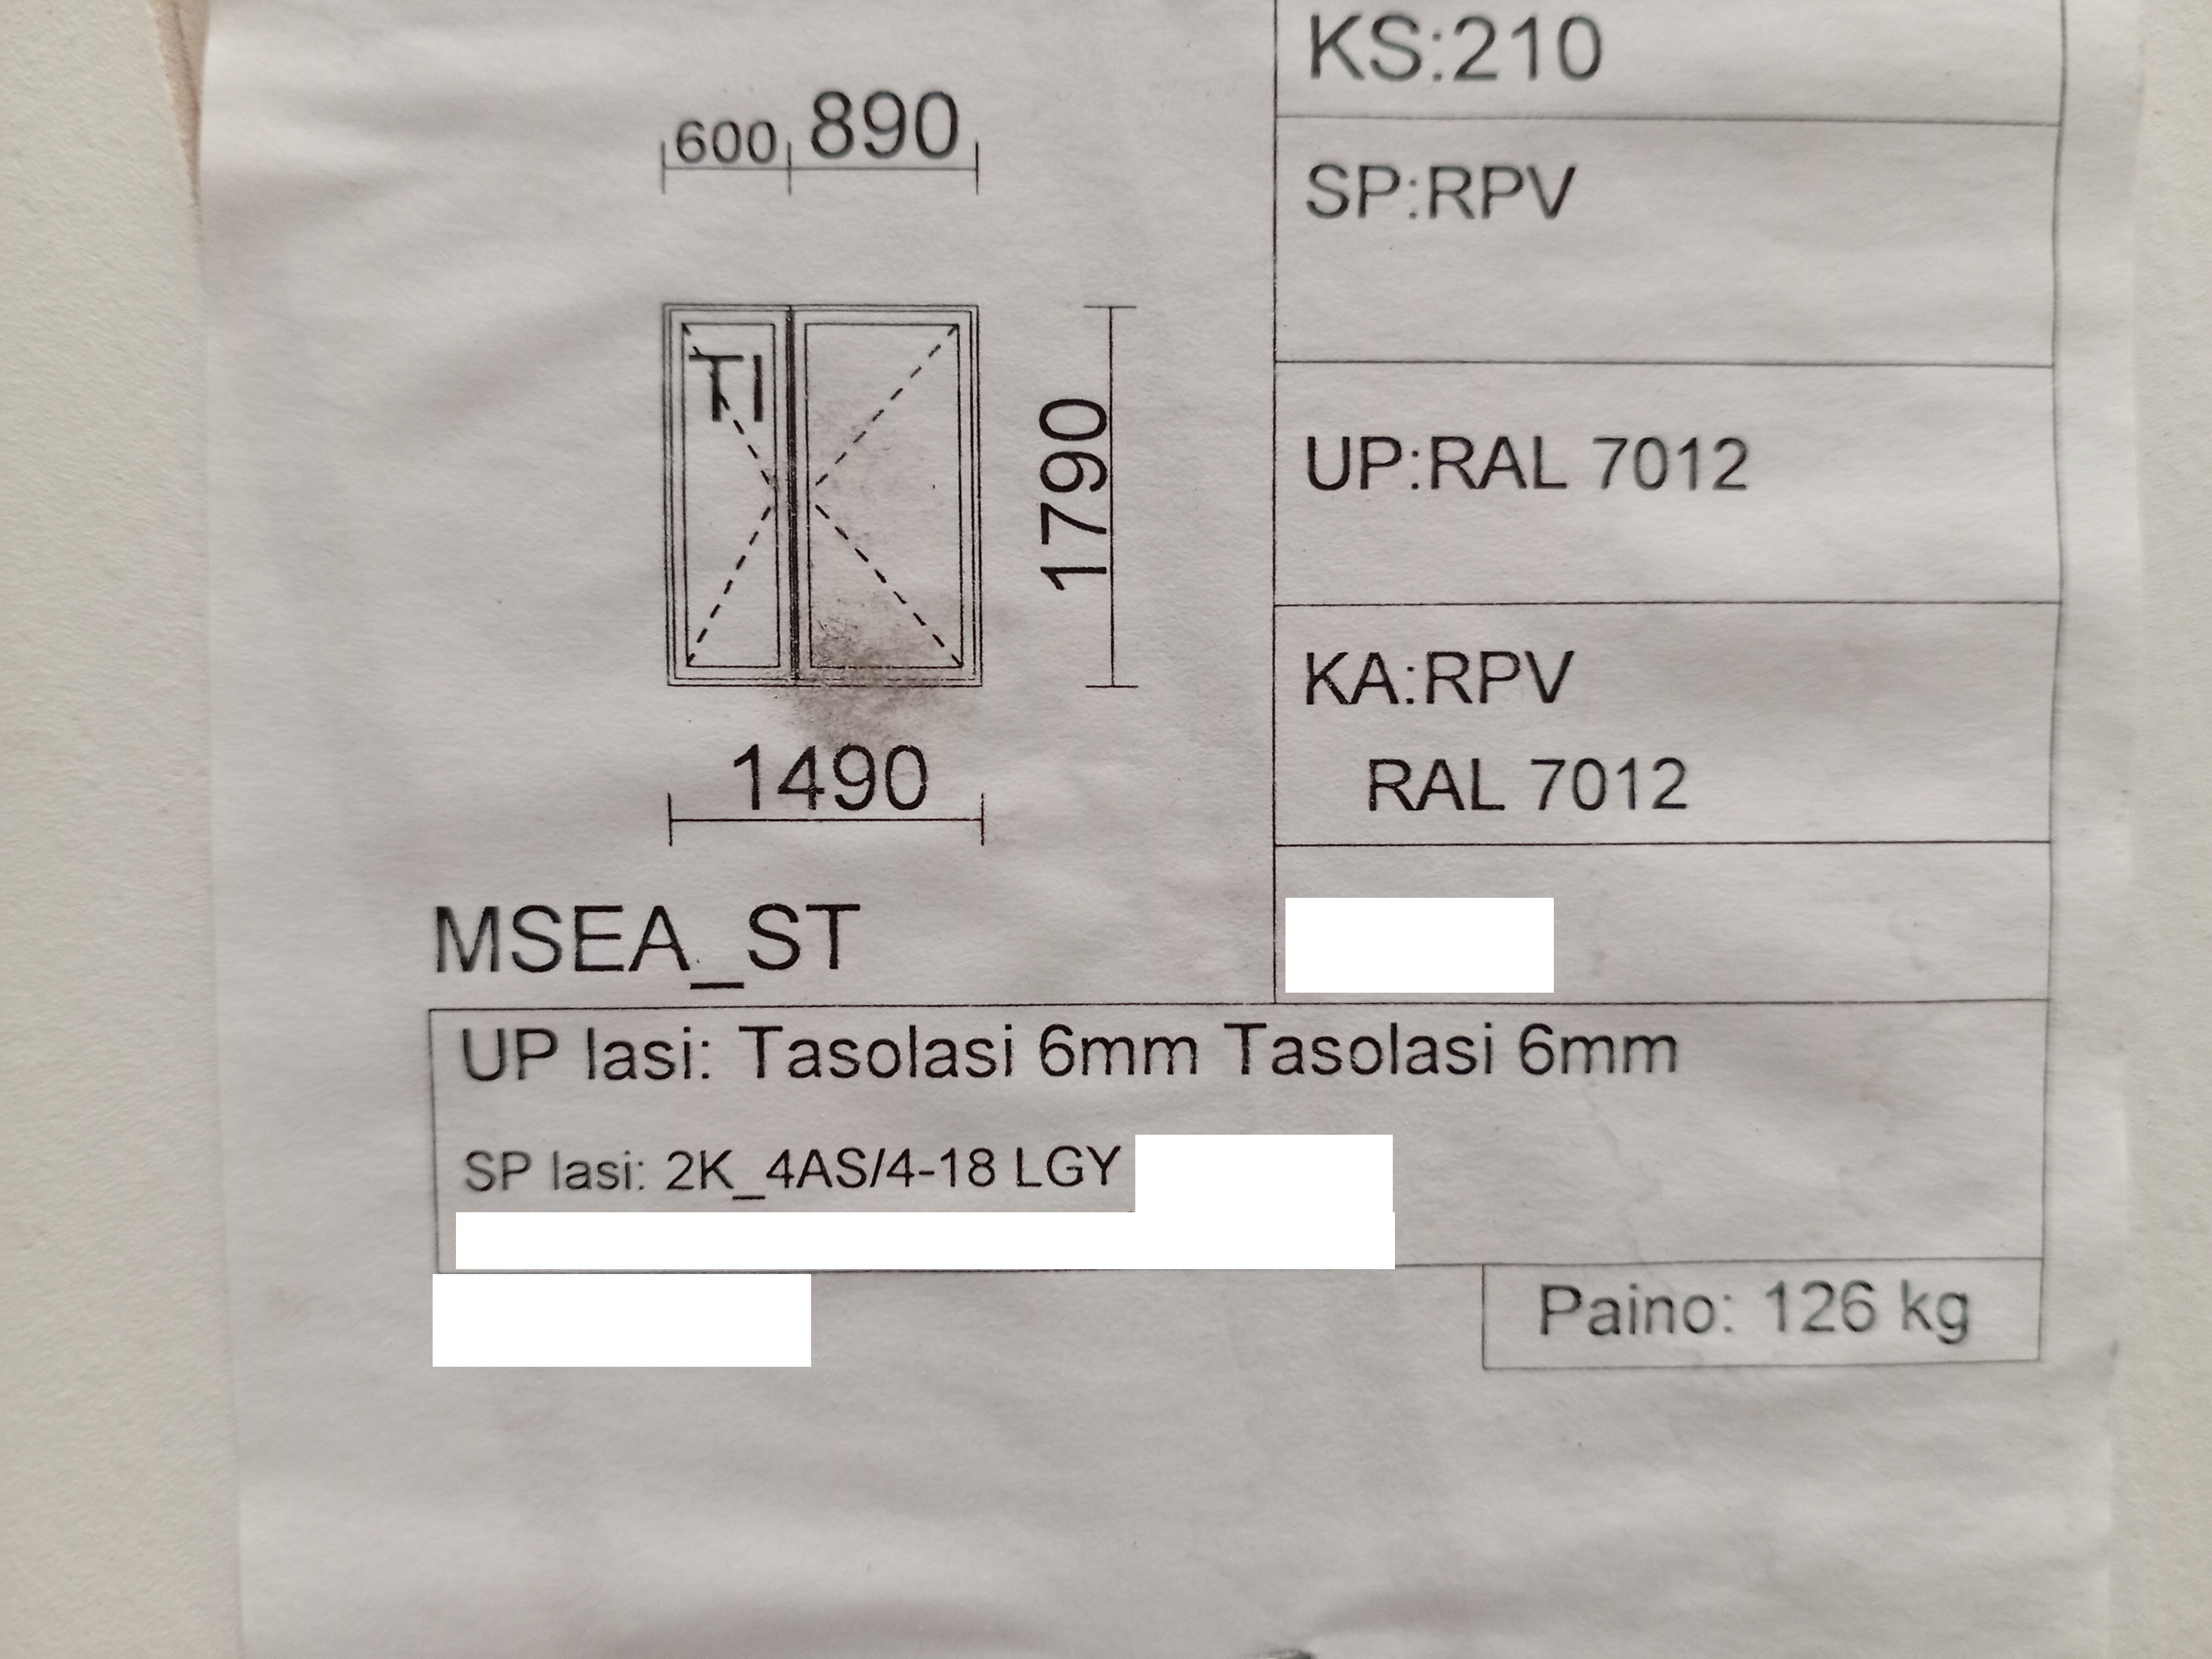 KS:210
600 890
SP:RPV
TI
1790
UP:RAL 7012
KA:RPV
RAL 7012
1490
MSEA_ST
UP lasi: Tasolasi 6mm Tasolasi 6mm
SP lasi: 2K_4AS/4-18 LGY
Paino: 126 kg